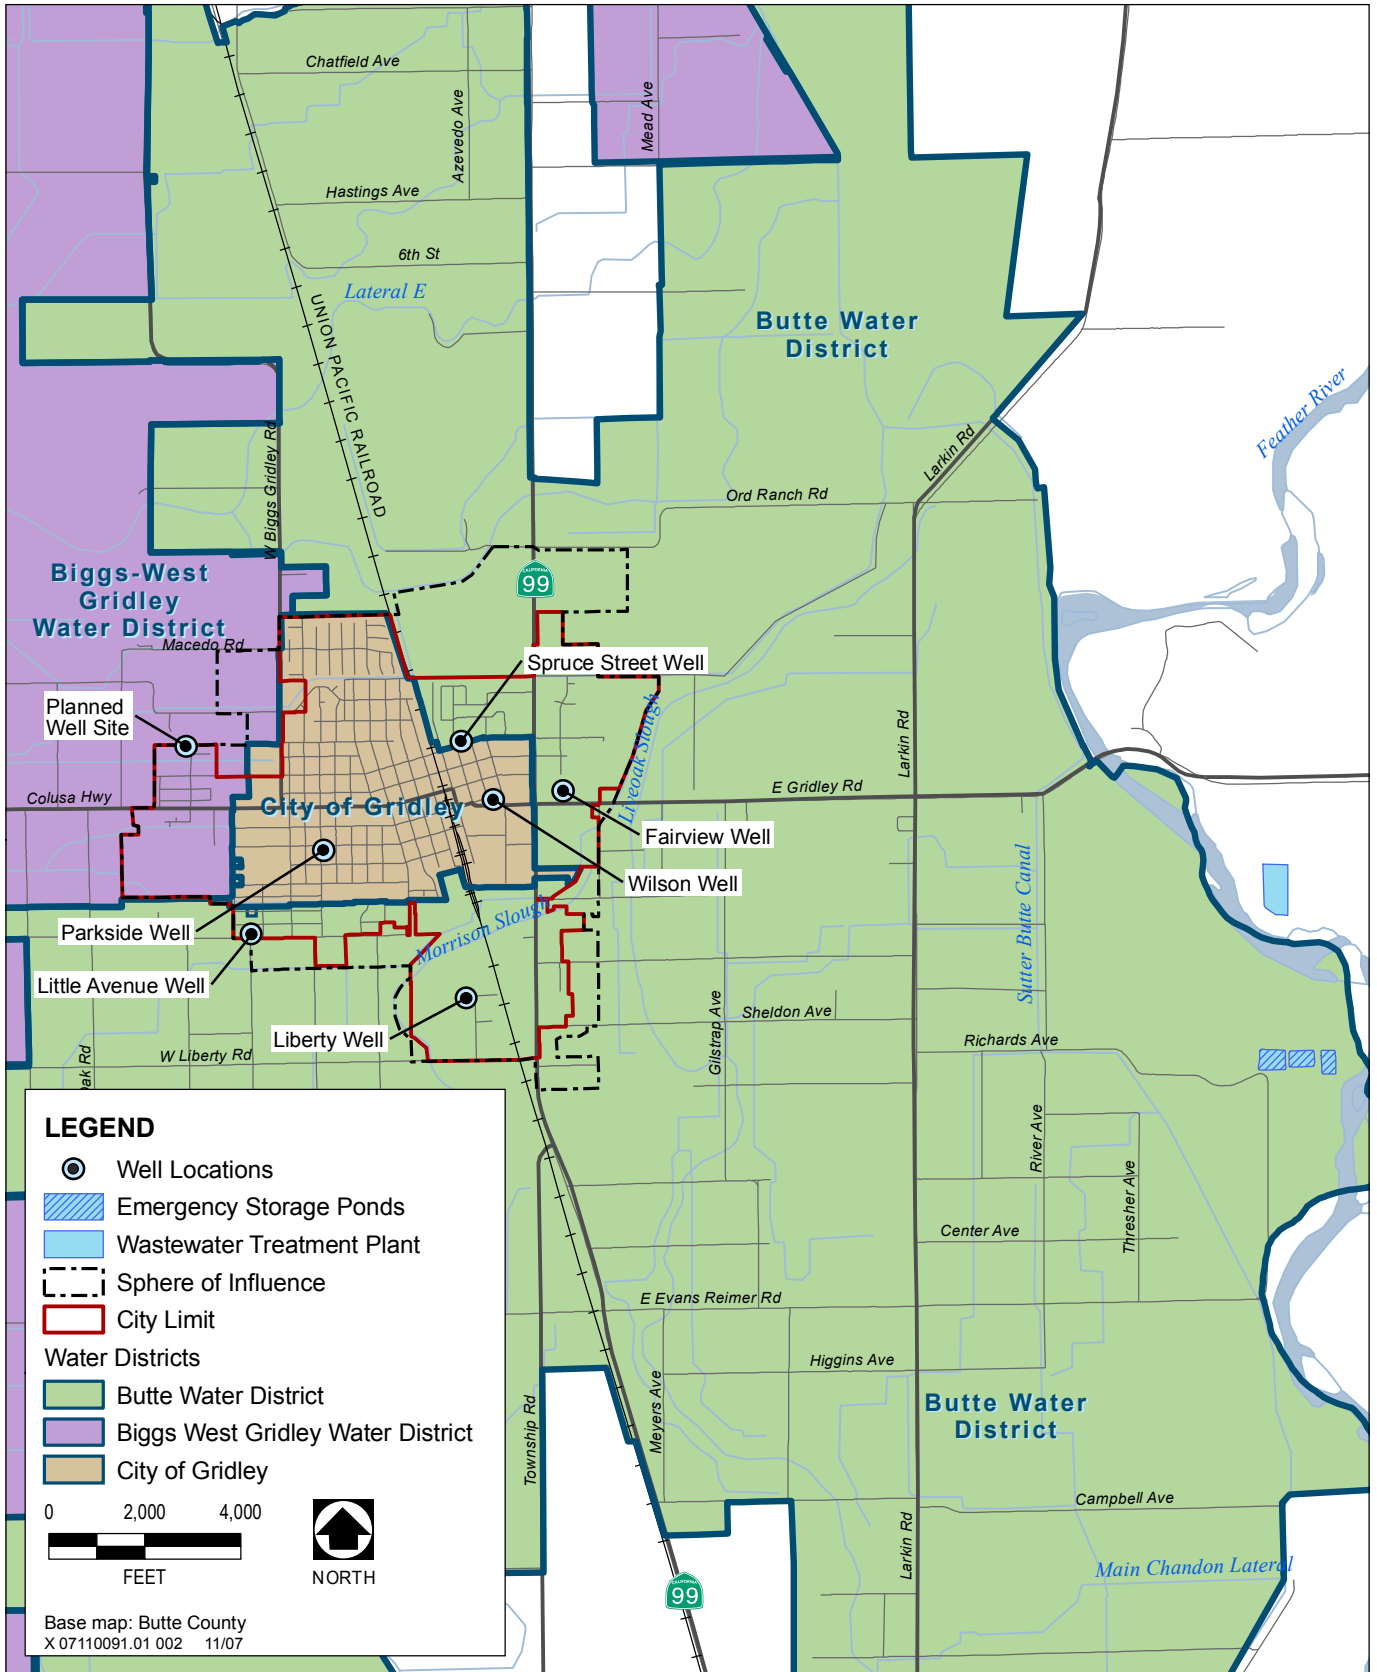 Chatfield Ave
Azevedo Ave
Mead Ave
Hastings Ave
6th St
Lateral E
UNION PACIFIC RAILROAD
Butte Water
District
Feather River
Larkin Rd
W Biggs Gridley Rd
Ord Ranch Rd
CALIFORNIA
99
Biggs-West
Gridley
Water District
Macedo Rd
Spruce Street Well
Planned
Well Site
Liveoak Slough
Larkin Rd
Colusa Hwy
City of Gridley
E Gridley Rd
Fairview Well
Wilson Well
Sutter Butte Canal
Parkside Well
Morrison Slough
Little Avenue Well
Liberty Well
Gilstrap Ave
Sheldon Ave
Richards Ave
W Liberty Rd
oak Rd
River Ave
Thresher Ave
Center Ave
E Evans Reimer Rd
Higgins Ave
Meyers Ave
Township Rd
Butte Water
District
Campbell Ave
Larkin Rd
Main Chandon Lateral
CALIFORNIA
99
LEGEND
Well Locations
Emergency Storage Ponds
Wastewater Treatment Plant
Sphere of Influence
City Limit
Water Districts
Butte Water District
Biggs West Gridley Water District
City of Gridley
0 2,000 4,000
FEET
NORTH
Base map: Butte County
X 07110091.01 002 11/07